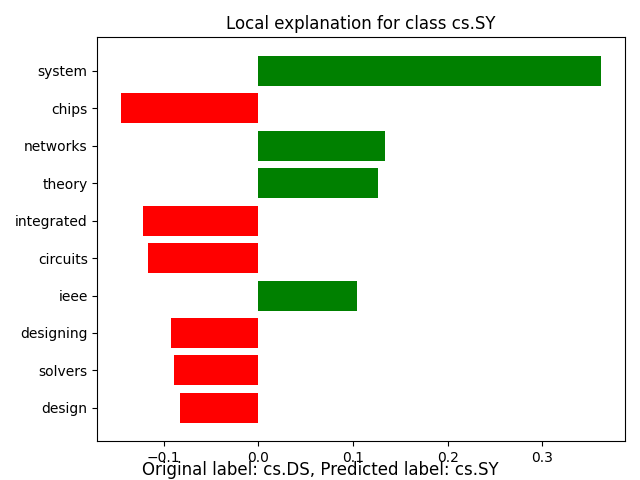 Local explanation for class cs.SY
system
chips
networks
theory
integrated
circuits
ieee
designing
solvers
design
−0.1 0.0 0.1 0.2 0.3
Original label: cs.DS, Predicted label: cs.SY